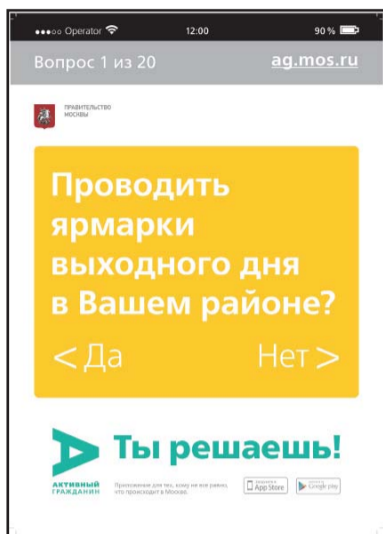 Operator
12:00
90 %
Вопрос 1 из 20
ag.mos.ru
ПРАВИТЕЛЬСТВО
МОСКВЫ
Проводить
ярмарки
выходного дня
в Вашем районе?
< Да
Нет >
Ты решаешь!
АКТИВНЫЙ
ГРАЖДАНИН
Приложение для тех, кому не все равно,
что происходит в Москве.
App Store
Google play